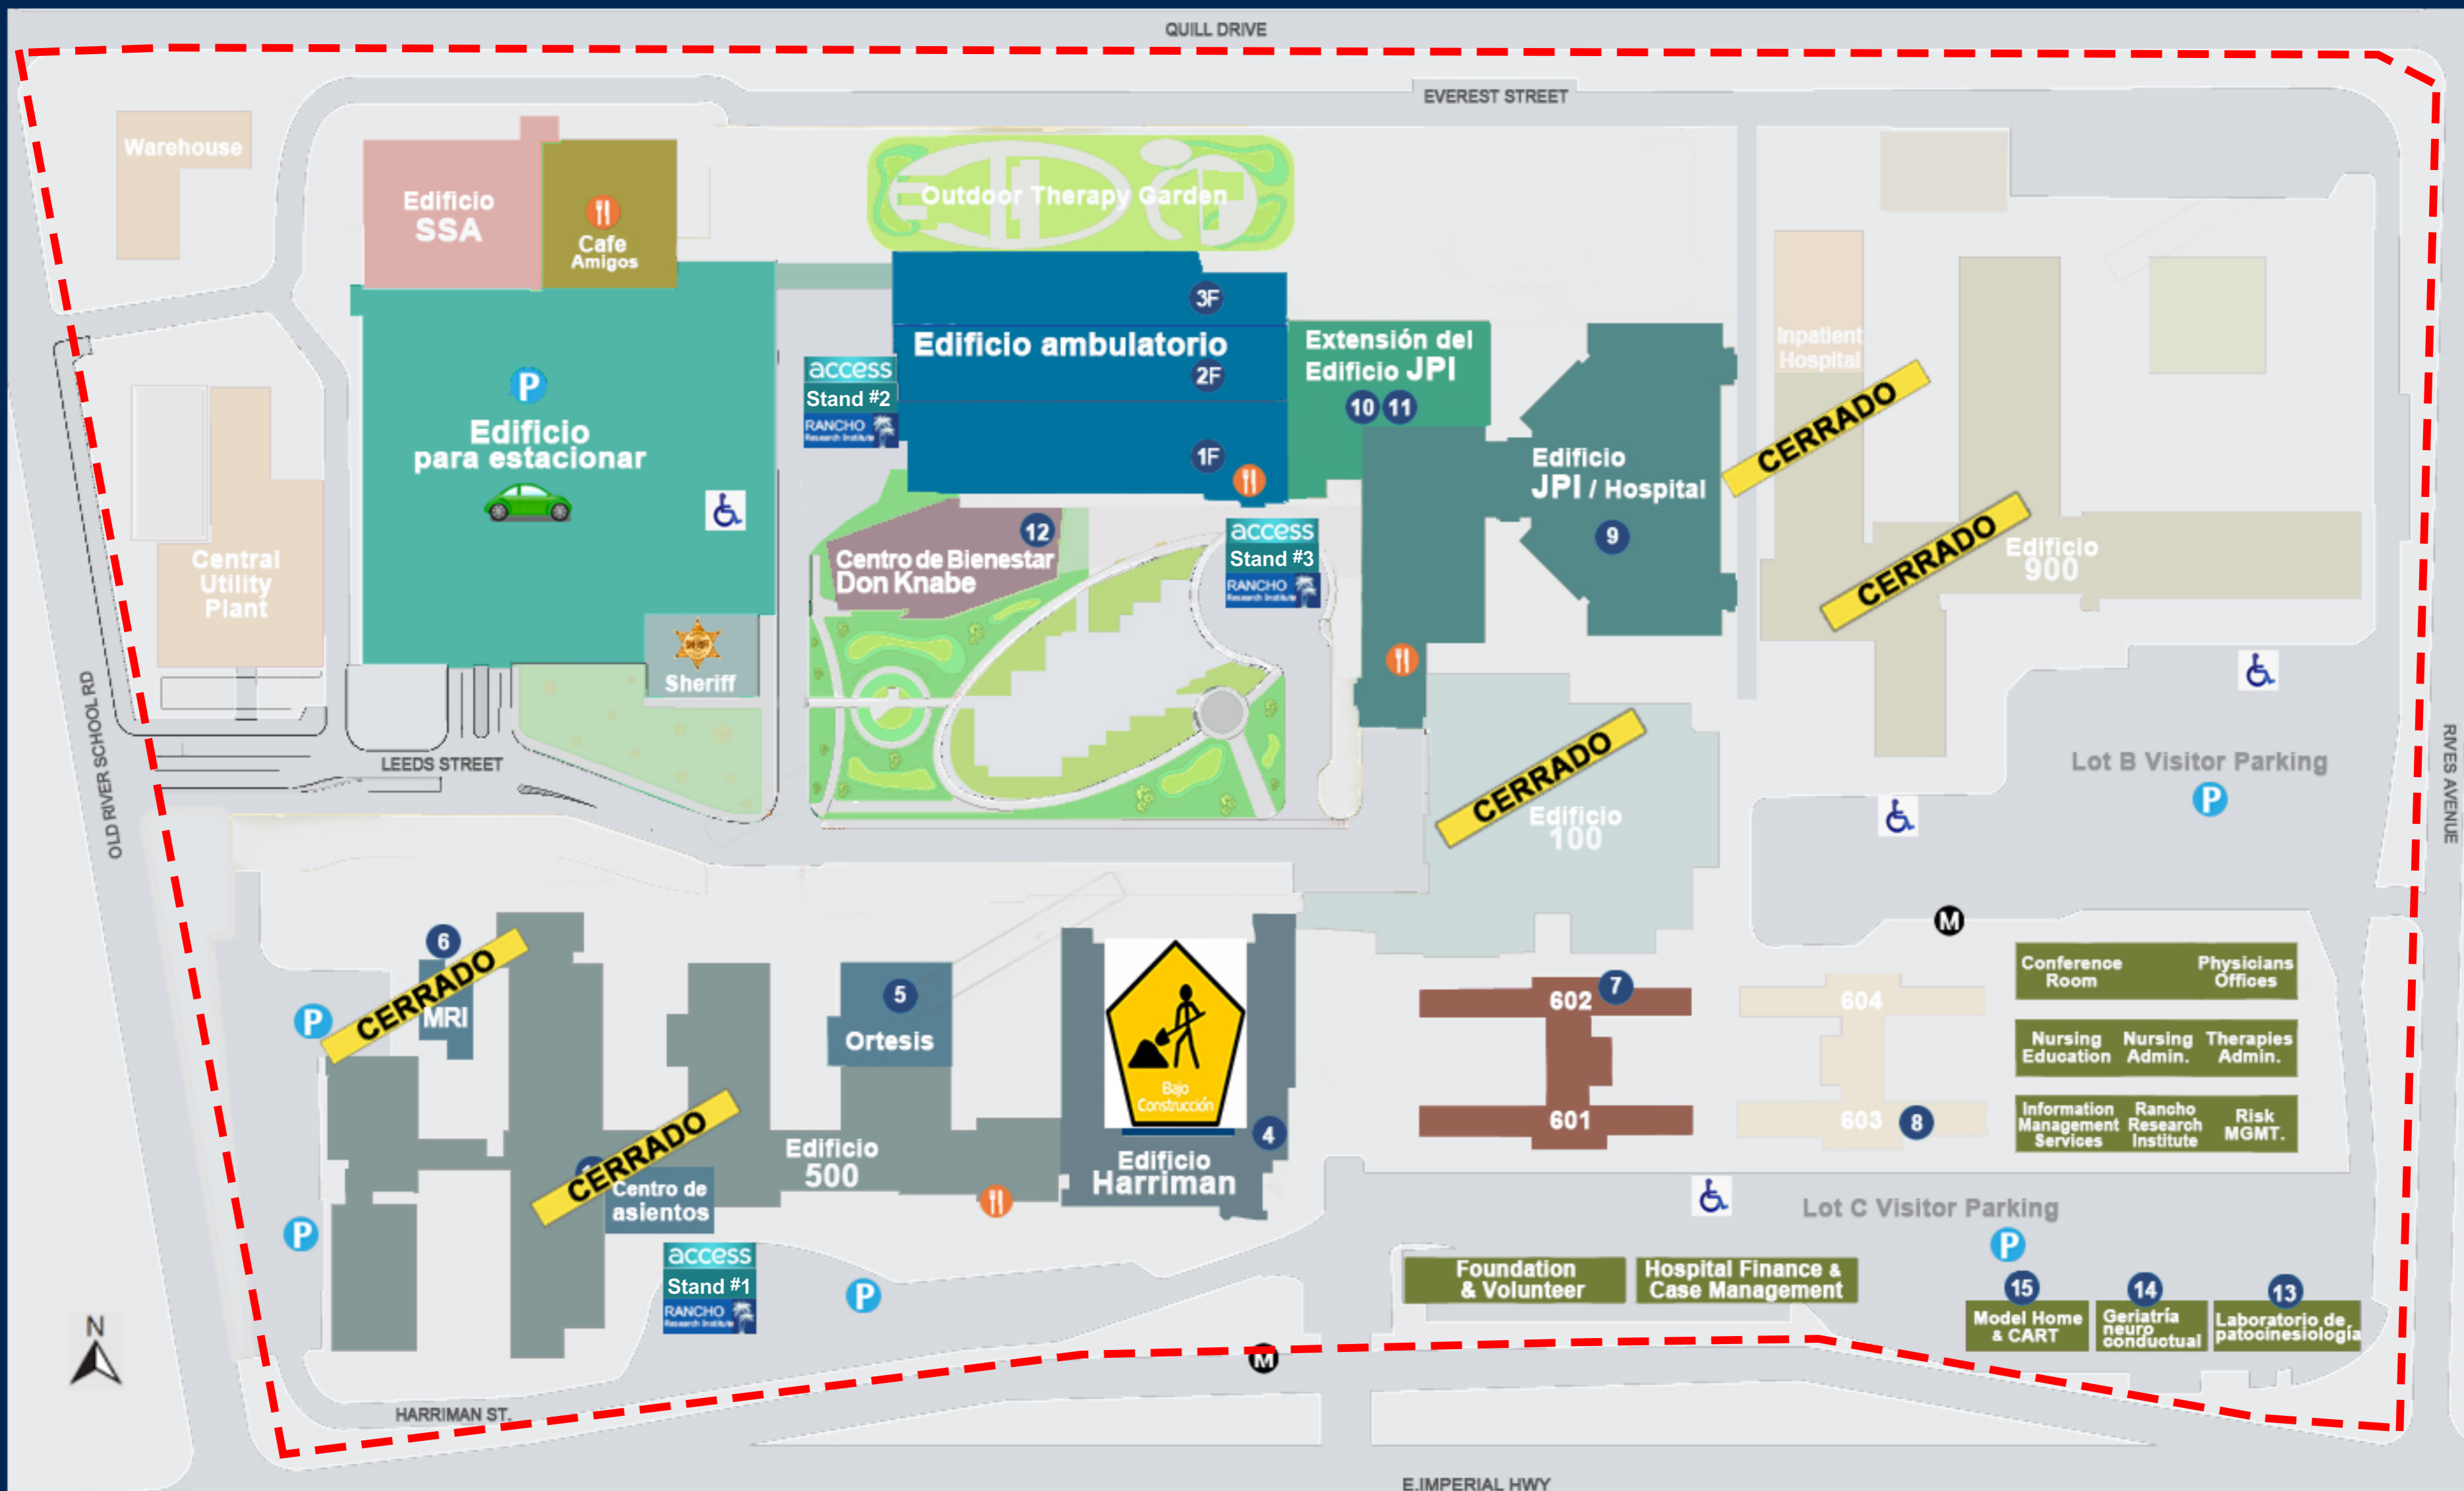 QUILL DRIVE
EVEREST STREET
Warehouse
Edificio
SSA
Cafe
Amigos
Outdoor Therapy Garden
3F
Edificio ambulatorio
2F
1F
access
Stand #2
RANCHO
Research Institute
Extensión del
Edificio JPI
10 11
Inpatient
Hospital
CERRADO
P
Edificio
para estacionar
Edificio
JPI / Hospital
9
CERRADO
Edificio
900
12
Centro de Bienestar
Don Knabe
access
Stand #3
RANCHO
Research Institute
Central
Utility
Plant
Sheriff
OLD RIVER SCHOOL RD
LEEDS STREET
CERRADO
Edificio
100
Lot B Visitor Parking
P
RIVES AVENUE
M
6
CERRADO
MRI
P
5
Ortesis
Bajo
Construcción
4
Edificio
Harriman
602
7
601
604
603
8
Conference
Room
Physicians
Offices
Nursing
Education
Nursing
Admin.
Therapies
Admin.
Information
Management
Services
Rancho
Research
Institute
Risk
MGMT.
CERRADO
Centro de
asientos
Edificio
500
P
access
Stand #1
RANCHO
Research Institute
P
Lot C Visitor Parking
P
Foundation
& Volunteer
Hospital Finance &
Case Management
15
Model Home
& CART
14
Geriatría
neuro
conductual
13
Laboratorio de
patocinesiología
N
M
HARRIMAN ST.
E.IMPERIAL HWY